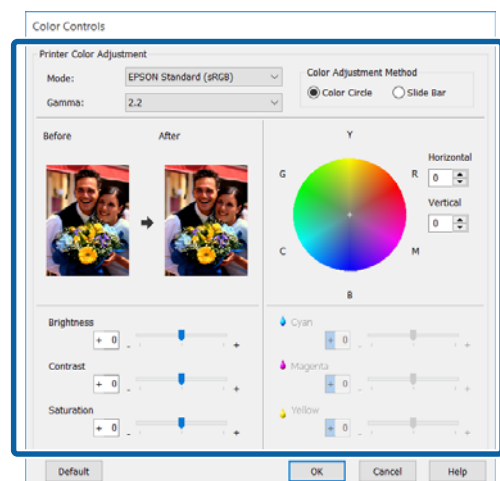 Color Controls
Printer Color Adjustment
Mode: EPSON Standard (sRGB)
Gamma: 2.2
Color Adjustment Method
Color Circle Slide Bar
Before After
Y
G R
C M
B
Horizontal
0
Vertical
0
Brightness
+ 0 - +
Contrast
+ 0 - +
Saturation
+ 0 - +
Cyan
+ 0 - +
Magenta
+ 0 - +
Yellow
+ 0 - +
Default OK Cancel Help